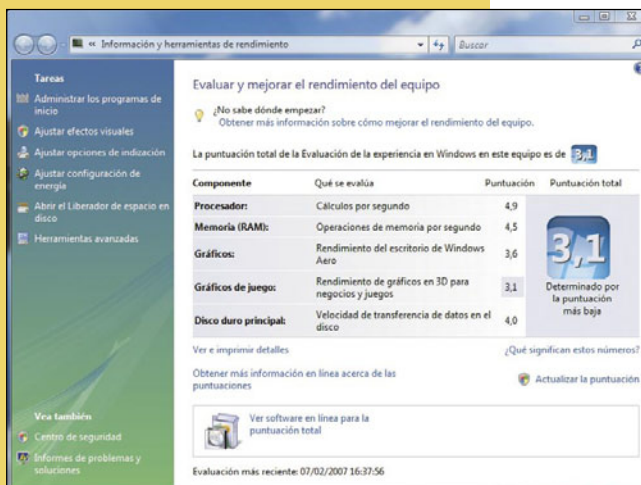 « Información y herramientas de rendimiento
Buscar
Tareas
Administrar los programas de
inicio
Ajustar efectos visuales
Ajustar opciones de indización
Ajustar configuración de
energía
Abrir el Liberador de espacio en
disco
Herramientas avanzadas
Vea también
Centro de seguridad
Informes de problemas y
soluciones
Evaluar y mejorar el rendimiento del equipo
¿No sabe dónde empezar?
Obtener más información sobre cómo mejorar el rendimiento del equipo.
La puntuación total de la Evaluación de la experiencia en Windows en este equipo es de 3,1
Componente Qué se evalúa Puntuación Puntuación total
Procesador: Cálculos por segundo 4,9
Memoria (RAM): Operaciones de memoria por segundo 4,5
Gráficos: Rendimiento del escritorio de Windows
Aero 3,6
Gráficos de juego: Rendimiento de gráficos en 3D para
negocios y juegos 3,1
Disco duro principal: Velocidad de transferencia de datos en el
disco 4,0
3,1
Determinado por
la puntuación
más baja
Ver e imprimir detalles
¿Qué significan estos números?
Obtener más información en línea acerca de las
puntuaciones
Actualizar la puntuación
Ver software en línea para la
puntuación total
Evaluación más reciente: 07/02/2007 16:37:56